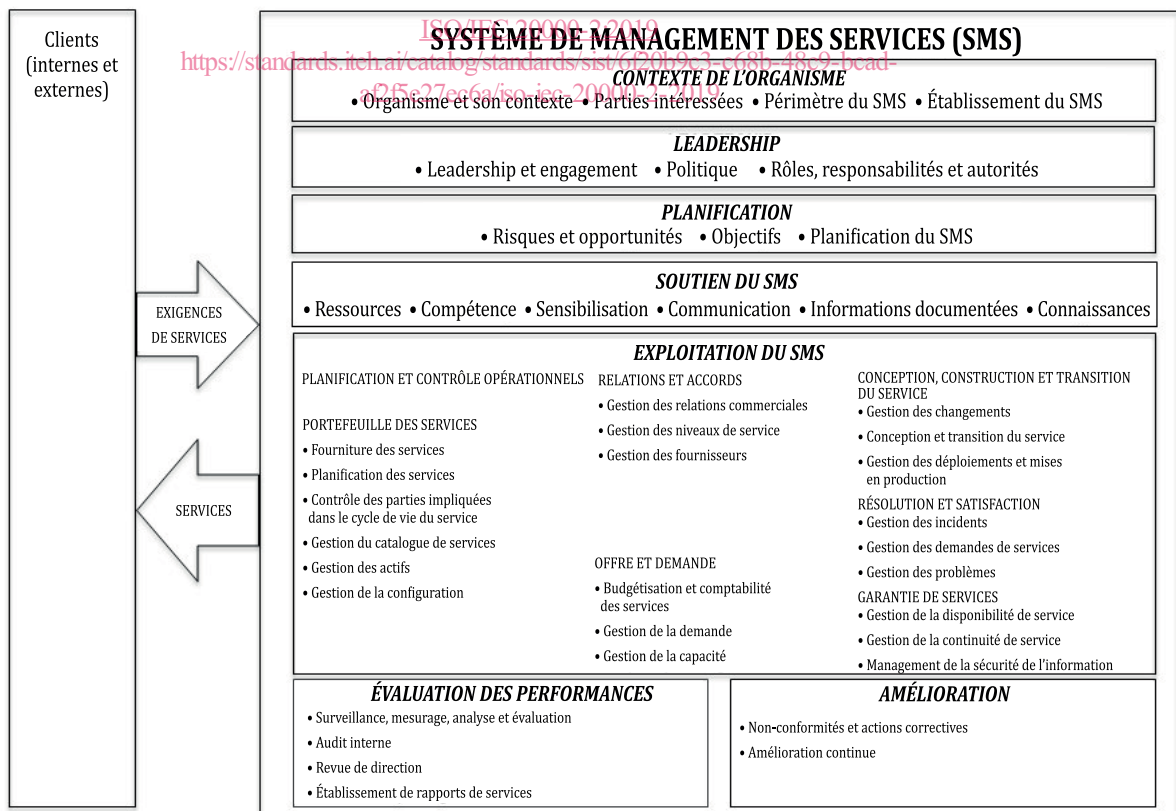 Clients
(internes et
externes)
EXIGENCES
DE SERVICES
SERVICES
ISO/IEC 20000-2:2019
SYSTÈME DE MANAGEMENT DES SERVICES (SMS)
https://standards.iteh.ai/catalog/standards/sist/6f20b9c3-c68b-48c9-bcad-
af2f5c27ec6a/iso-iec-20000-2-2019
CONTEXTE DE L'ORGANISME
• Organisme et son contexte • Parties intéressées • Périmètre du SMS • Établissement du SMS
LEADERSHIP
• Leadership et engagement • Politique • Rôles, responsabilités et autorités
PLANIFICATION
• Risques et opportunités • Objectifs • Planification du SMS
SOUTIEN DU SMS
• Ressources • Compétence • Sensibilisation • Communication • Informations documentées • Connaissances
EXPLOITATION DU SMS
PLANIFICATION ET CONTRÔLE OPÉRATIONNELS
PORTEFEUILLE DES SERVICES
• Fourniture des services
• Planification des services
• Contrôle des parties impliquées
dans le cycle de vie du service
• Gestion du catalogue de services
• Gestion des actifs
• Gestion de la configuration
RELATIONS ET ACCORDS
• Gestion des relations commerciales
• Gestion des niveaux de service
• Gestion des fournisseurs
OFFRE ET DEMANDE
• Budgétisation et comptabilité
des services
• Gestion de la demande
• Gestion de la capacité
CONCEPTION, CONSTRUCTION ET TRANSITION
DU SERVICE
• Gestion des changements
• Conception et transition du service
• Gestion des déploiements et mises
en production
RÉSOLUTION ET SATISFACTION
• Gestion des incidents
• Gestion des demandes de services
• Gestion des problèmes
GARANTIE DE SERVICES
• Gestion de la disponibilité de service
• Gestion de la continuité de service
• Management de la sécurité de l'information
ÉVALUATION DES PERFORMANCES
• Surveillance, mesurage, analyse et évaluation
• Audit interne
• Revue de direction
• Établissement de rapports de services
AMÉLIORATION
• Non-conformités et actions correctives
• Amélioration continue